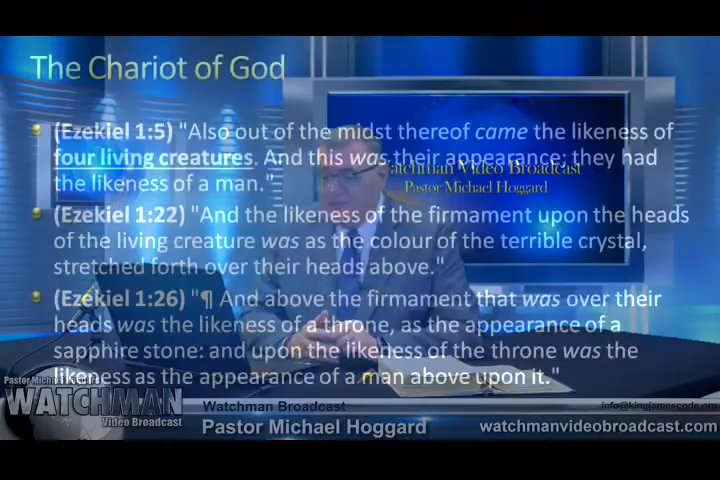 The Chariot of God
(Ezekiel 1:5) "Also out of the midst thereof came the likeness of
four living creatures. And this was their appearance; they had
the likeness of a man."
(Ezekiel 1:22) "And the likeness of the firmament upon the heads
of the living creature was as the colour of the terrible crystal,
stretched forth over their heads above."
(Ezekiel 1:26) "¶ And above the firmament that was over their
heads was the likeness of a throne, as the appearance of a
sapphire stone: and upon the likeness of the throne was the
likeness as the appearance of a man above upon it."
Watchman Video Broadcast
Pastor Michael Hoggard
WATCHMAN
Video Broadcast
Watchman Broadcast
Pastor Michael Hoggard
info@kingjamescode.org
watchmanvideobroadcast.com